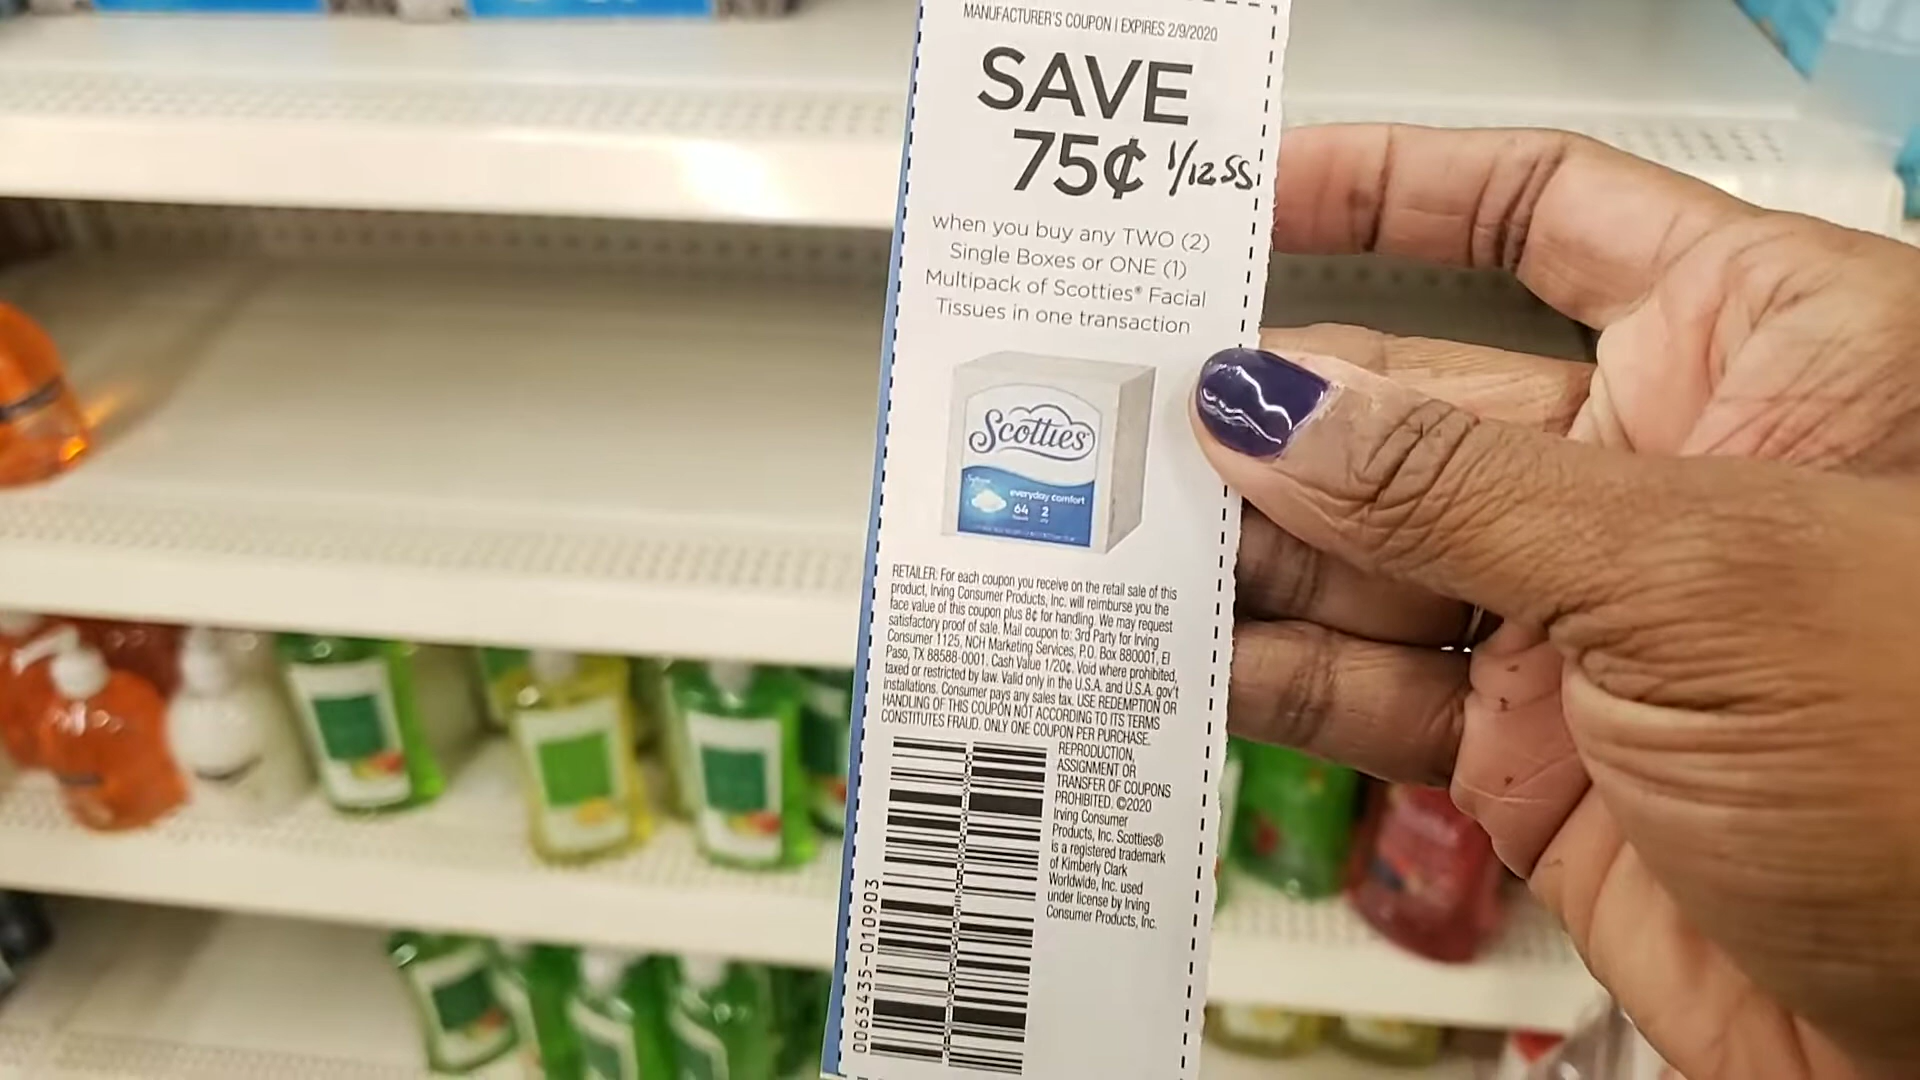 MANUFACTURER'S COUPON | EXPIRES 2/9/2020
SAVE
75¢ 1/12 SS
when you buy any TWO (2)
Single Boxes or ONE (1)
Multipack of Scotties® Facial
Tissues in one transaction
Scotties
everyday comfort
64 2
RETAILER: For each coupon you receive on the retail sale of this
product, Irving Consumer Products, Inc. will reimburse you the
face value of this coupon plus 8¢ for handling. We may request
satisfactory proof of sale. Mail coupon to: 3rd Party for Irving
Consumer 1125, NCH Marketing Services, P.O. Box 880001, El
Paso, TX 88588-0001. Cash Value 1/20¢. Void where prohibited,
taxed or restricted by law. Valid only in the U.S.A. and U.S.A. gov't
installations. Consumer pays any sales tax. USE REDEMPTION OR
HANDLING OF THIS COUPON NOT ACCORDING TO ITS TERMS
CONSTITUTES FRAUD. ONLY ONE COUPON PER PURCHASE.
REPRODUCTION,
ASSIGNMENT OR
TRANSFER OF COUPONS
PROHIBITED. ©2020
Irving Consumer
Products, Inc. Scotties®
is a registered trademark
of Kimberly Clark
Worldwide, Inc. used
under license by Irving
Consumer Products, Inc.
0063435-010903